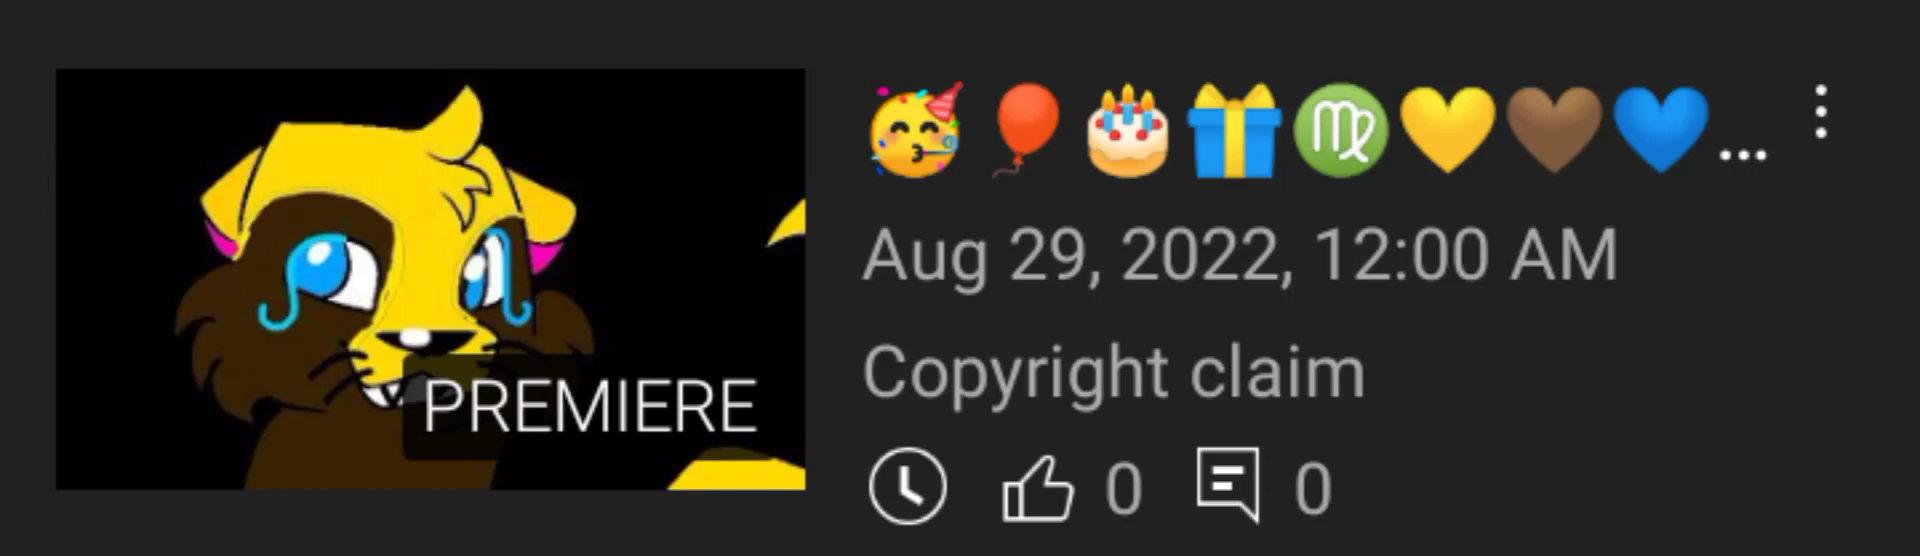 PREMIERE
🥳🎈🎂🎁♍💛🤎💙...
Aug 29, 2022, 12:00 AM
Copyright claim
0 0